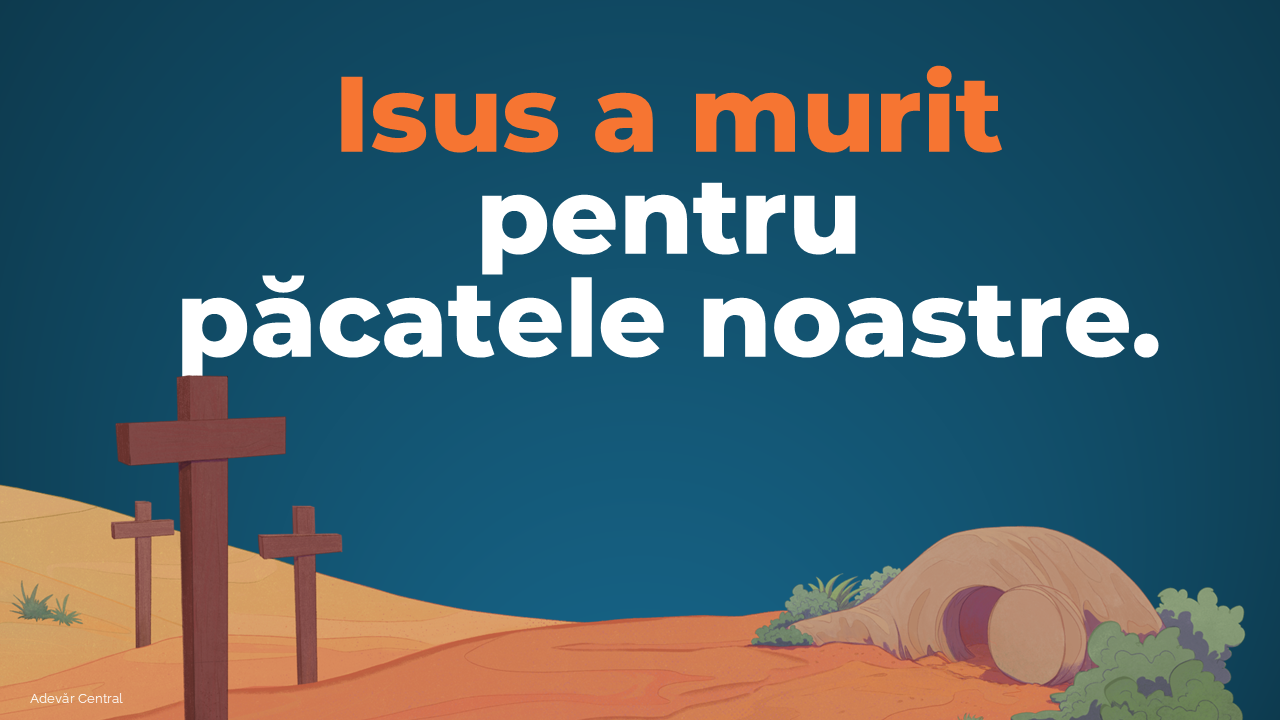 Isus a murit
pentru
păcatele noastre.
Adevăr Central